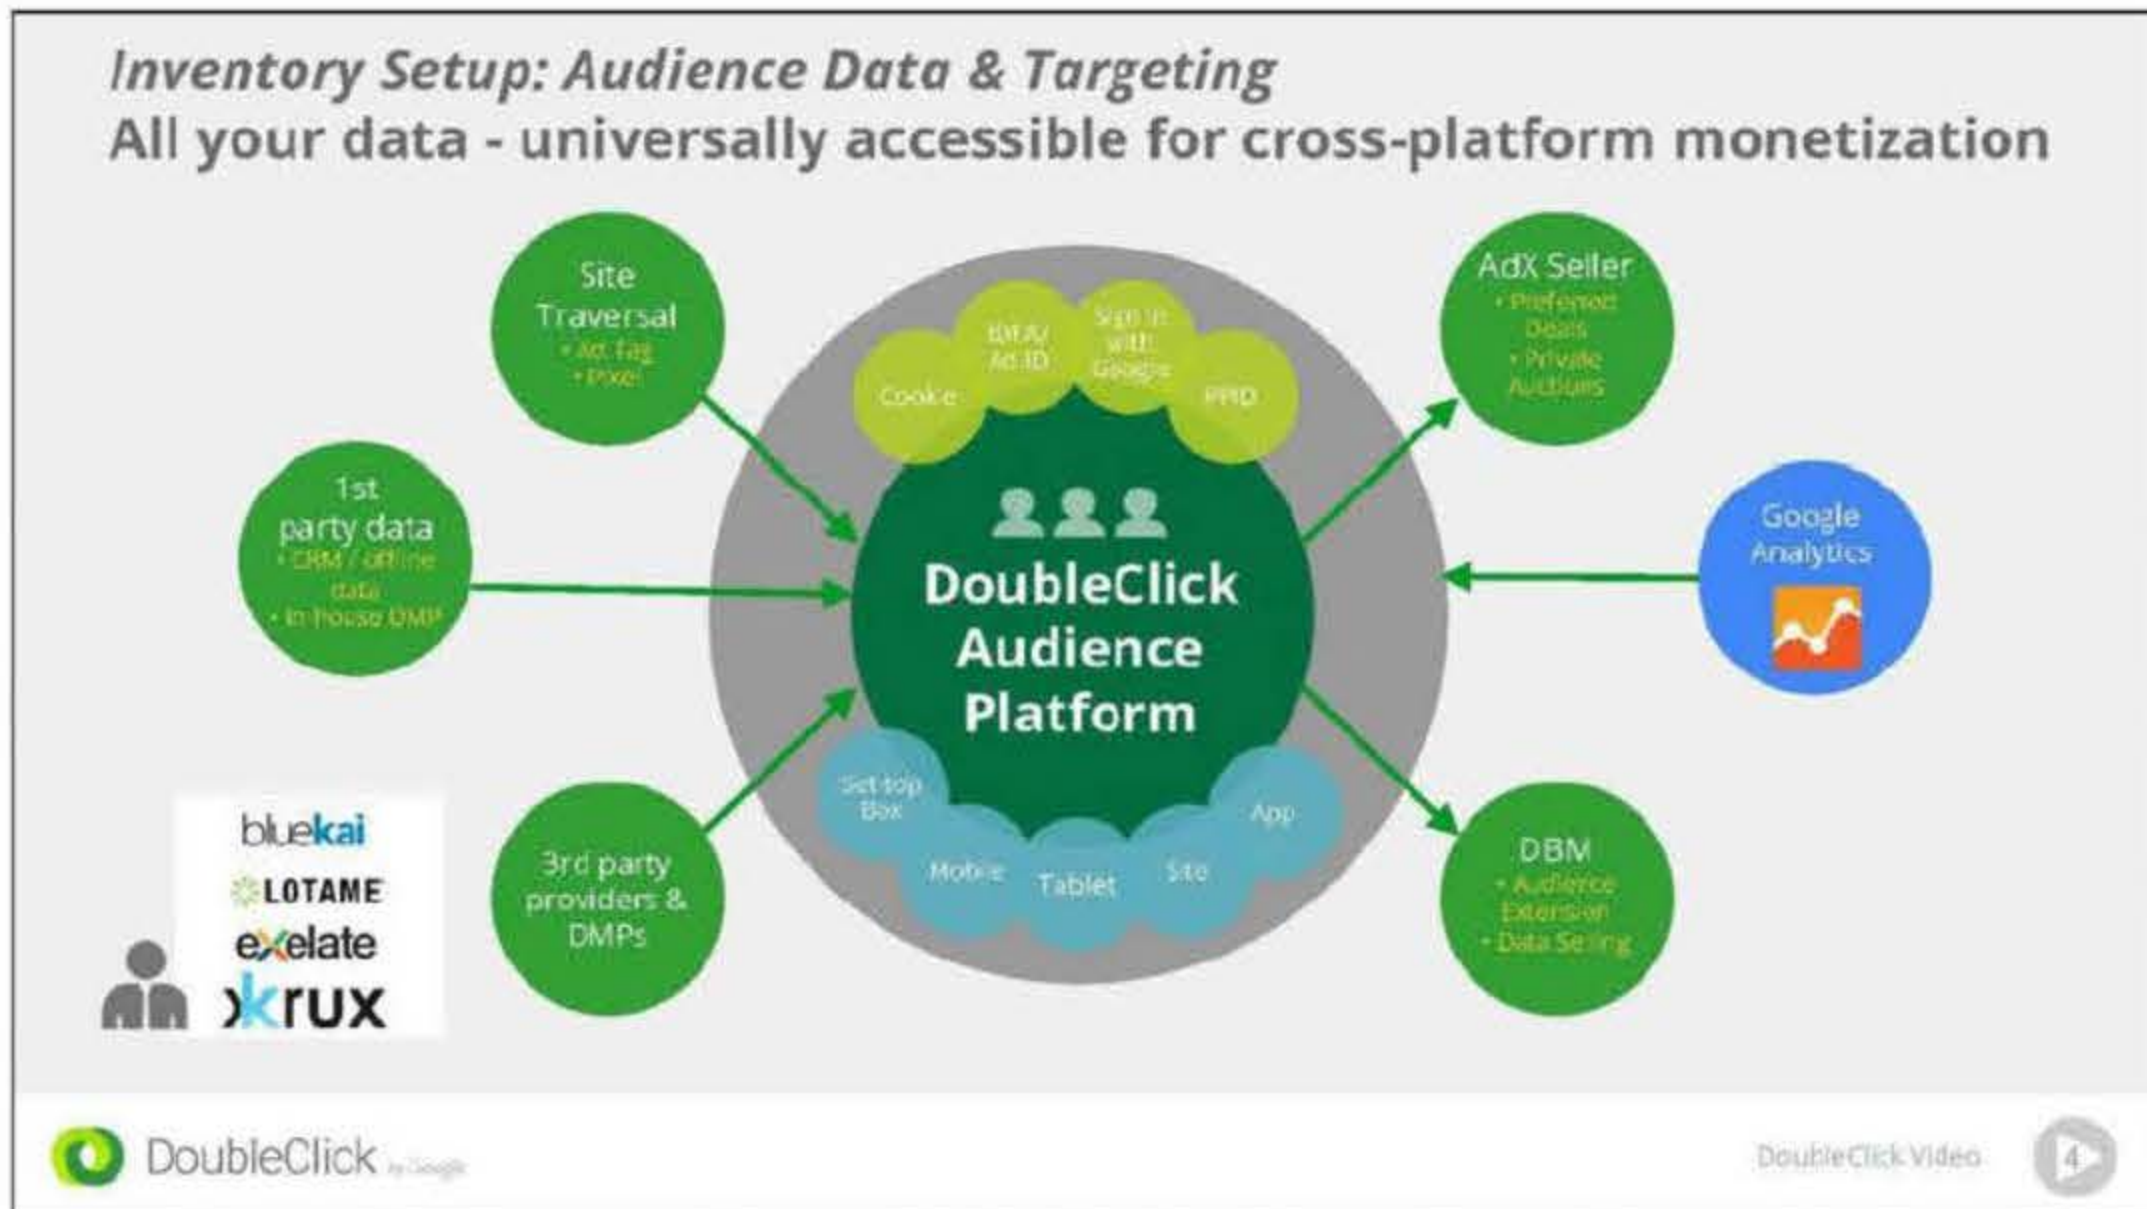 Inventory Setup: Audience Data & Targeting
All your data - universally accessible for cross-platform monetization
Site
Traversal
• Ad Tag
• Pixel
1st
party data
• CRM / offline
data
• In-house DMP
3rd party
providers &
DMPs
bluekai
LOTAME
exelate
krux
Cookie
Ad ID
Sign in
with
Google
PPID
DoubleClick
Audience
Platform
Set-top
Box
Mobile
Tablet
Site
App
AdX Seller
• Preferred
Deals
• Private
Auctions
Google
Analytics
DBM
• Audience
Extension
• Data Selling
DoubleClick by Google
DoubleClick Video
4